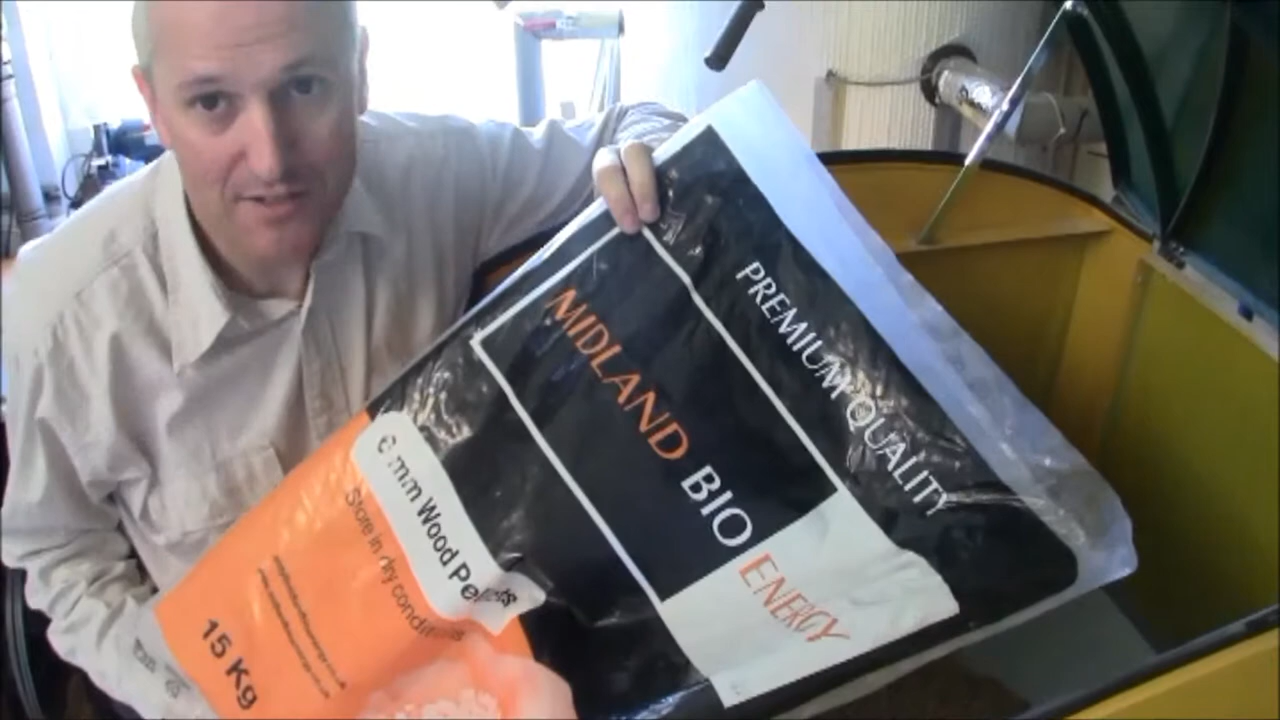 PREMIUM QUALITY
MIDLAND BIO
ENERGY
6 mm Wood Pellets
Store in dry conditions
15 Kg